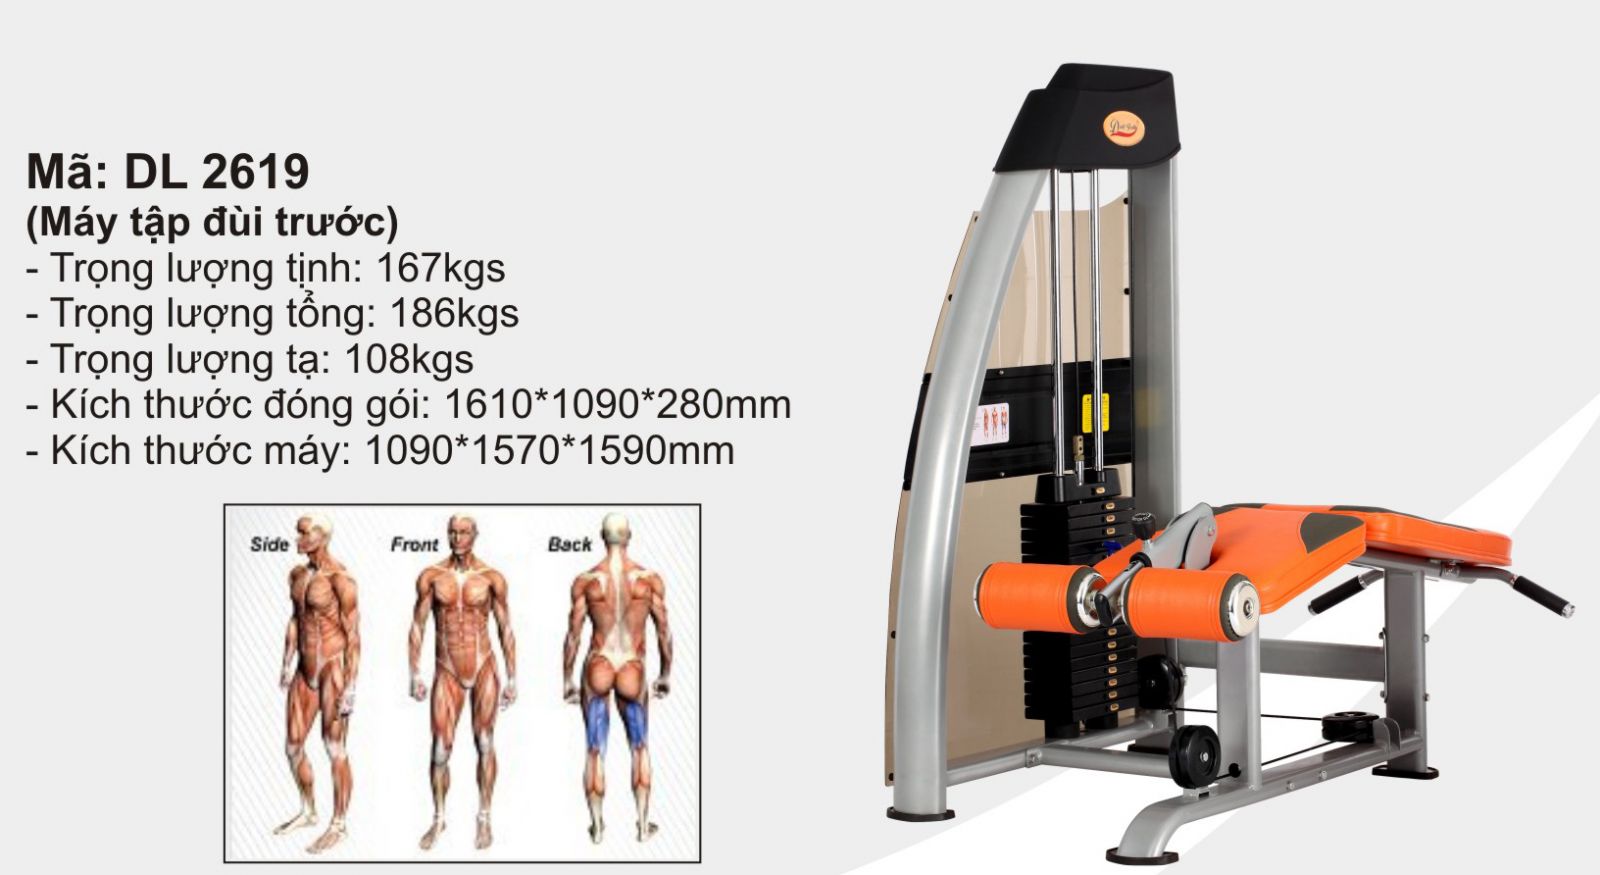 Mã: DL 2619
(Máy tập đùi trước)
- Trọng lượng tịnh: 167kgs
- Trọng lượng tổng: 186kgs
- Trọng lượng tạ: 108kgs
- Kích thước đóng gói: 1610*1090*280mm
- Kích thước máy: 1090*1570*1590mm
Side Front Back